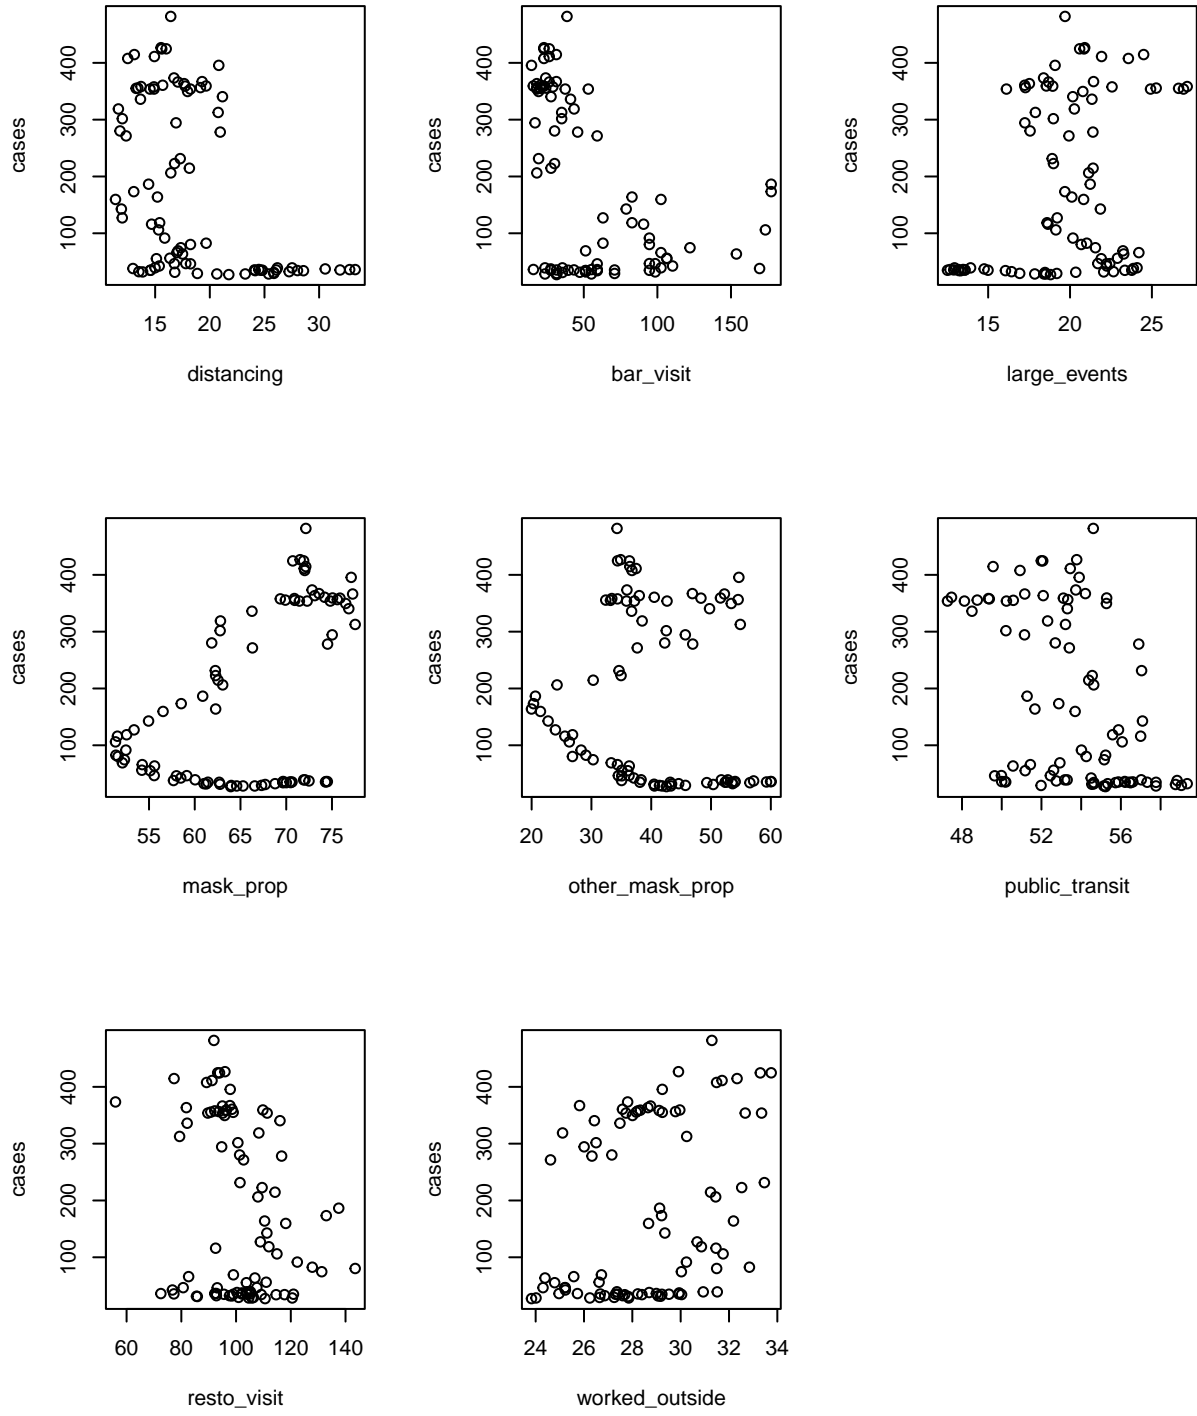 cases
100 200 300 400
15 20 25 30
distancing
cases
100 200 300 400
50 100 150
bar_visit
cases
100 200 300 400
15 20 25
large_events
cases
100 200 300 400
55 60 65 70 75
mask_prop
cases
100 200 300 400
20 30 40 50 60
other_mask_prop
cases
100 200 300 400
48 52 56
public_transit
cases
100 200 300 400
60 80 100 120 140
resto_visit
cases
100 200 300 400
24 26 28 30 32 34
worked_outside